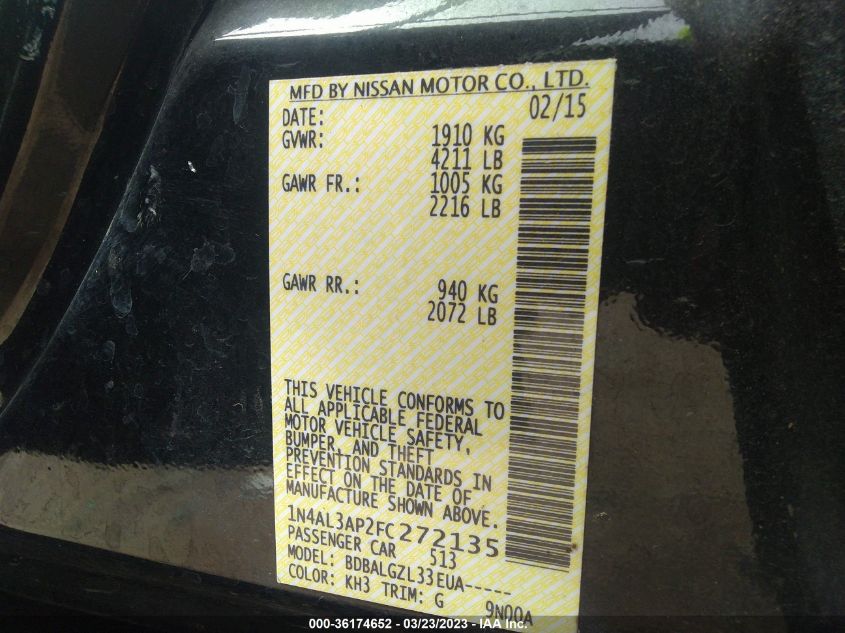 MFD BY NISSAN MOTOR CO., LTD.
DATE: 02/15
GVWR: 1910 KG
4211 LB
GAWR FR.: 1005 KG
2216 LB
GAWR RR.: 940 KG
2072 LB
THIS VEHICLE CONFORMS TO
ALL APPLICABLE FEDERAL
MOTOR VEHICLE SAFETY,
BUMPER, AND THEFT
PREVENTION STANDARDS IN
EFFECT ON THE DATE OF
MANUFACTURE SHOWN ABOVE.
1N4AL3AP2FC272135
PASSENGER CAR 513
MODEL: BDBALGZL33EUA-----
COLOR: KH3 TRIM: G 9N00A
000-36174652 / 03/23/2023 - IAA Inc.